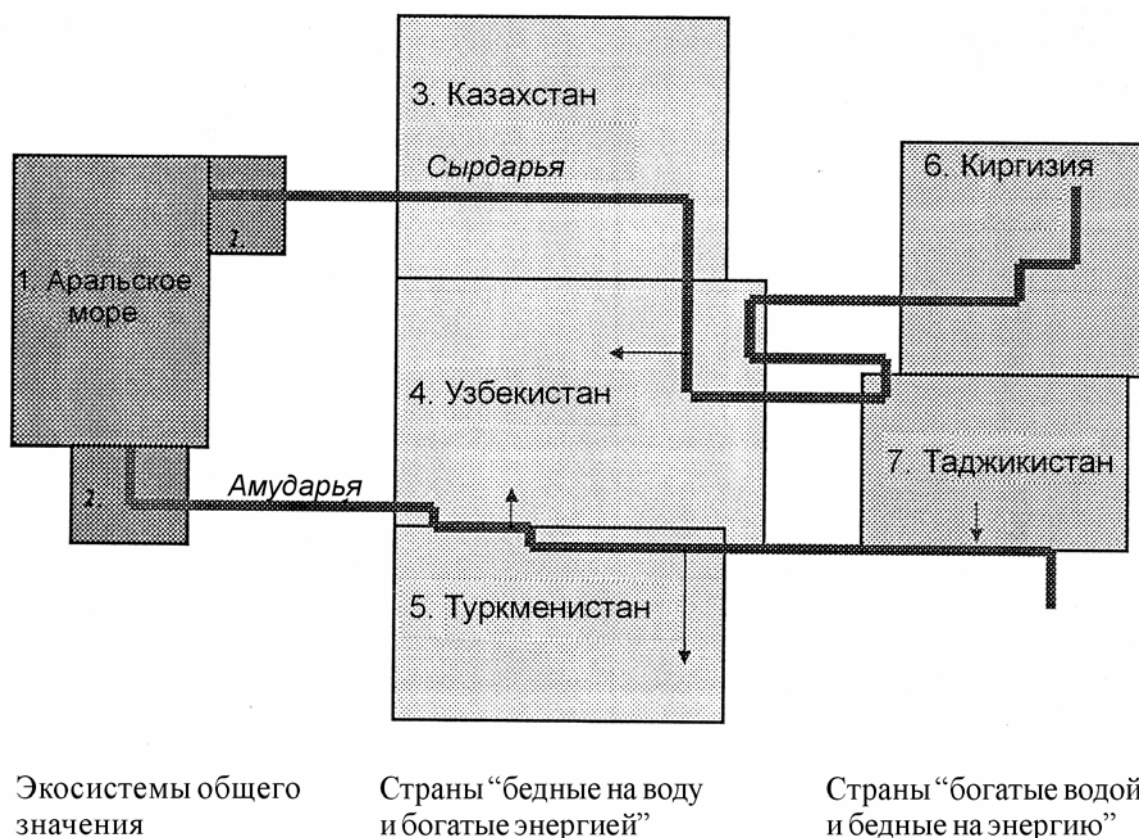 3. Казахстан
Сырдарья
6. Киргизия
2.
1. Аральское
море
4. Узбекистан
7. Таджикистан
2.
Амударья
5. Туркменистан
Экосистемы общего
значения
Страны “бедные на воду
и богатые энергией”
Страны “богатые водой
и бедные на энергию”